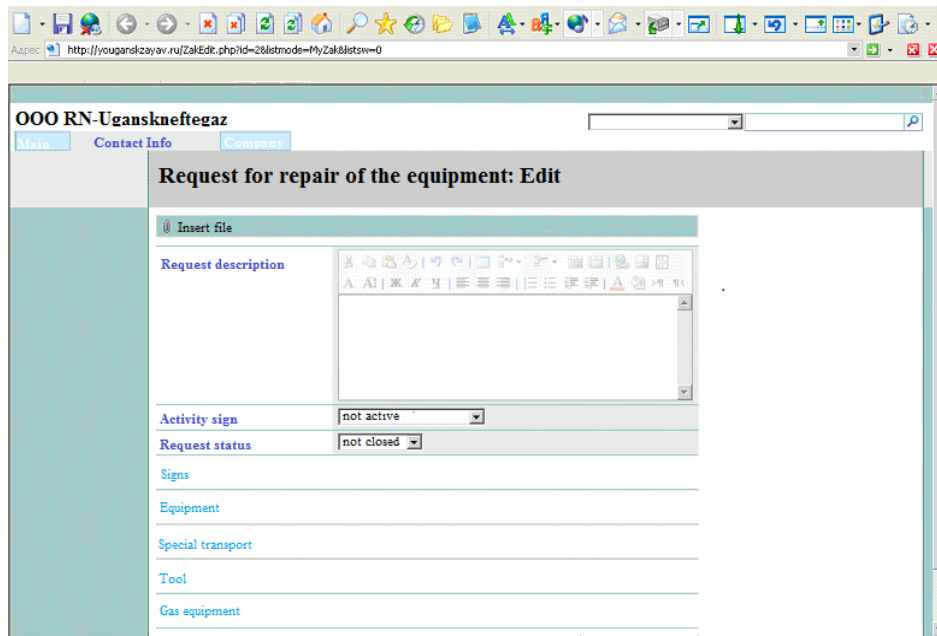 Адрес http://youganskzayav.ru/ZakEdit.php?id=2&listmode=MyZak&listsw=0
OOO RN-Uganskneftegaz
Main Contact Info Company
Request for repair of the equipment: Edit
Insert file
Request description
Ж К Ч
Activity sign not active
Request status not closed
Signs
Equipment
Special transport
Tool
Gas equipment